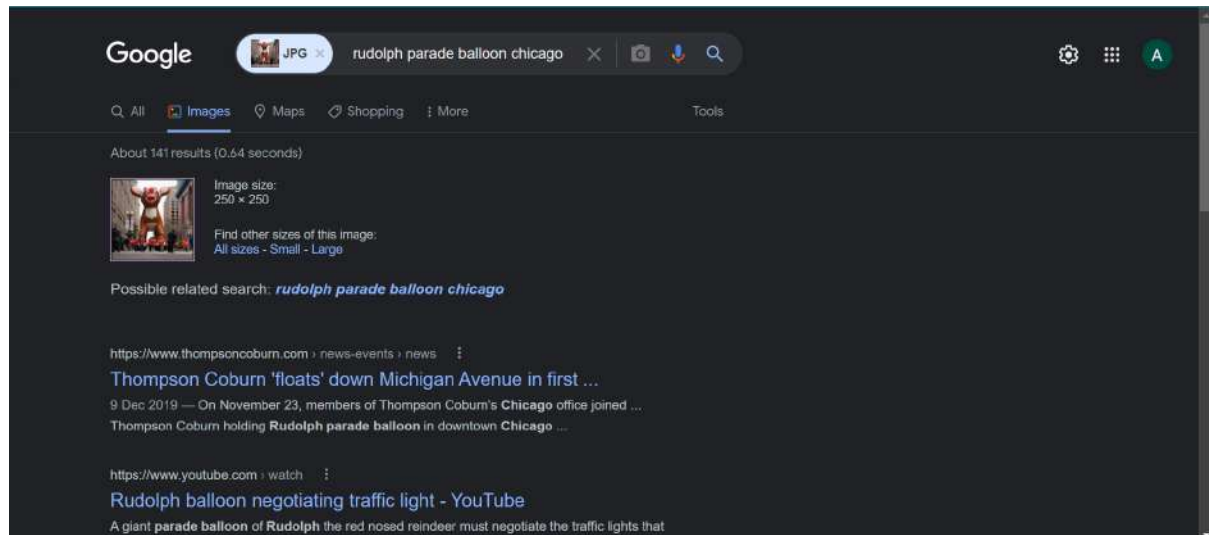 Google JPG × rudolph parade balloon chicago A
All Images Maps Shopping More Tools
About 141 results (0.64 seconds)
Image size:
250 × 250
Find other sizes of this image:
All sizes - Small - Large
Possible related search: rudolph parade balloon chicago
https://www.thompsoncoburn.com › news-events › news
Thompson Coburn 'floats' down Michigan Avenue in first ...
9 Dec 2019 — On November 23, members of Thompson Coburn's Chicago office joined ...
Thompson Coburn holding Rudolph parade balloon in downtown Chicago ...
https://www.youtube.com › watch
Rudolph balloon negotiating traffic light - YouTube
A giant parade balloon of Rudolph the red nosed reindeer must negotiate the traffic lights that